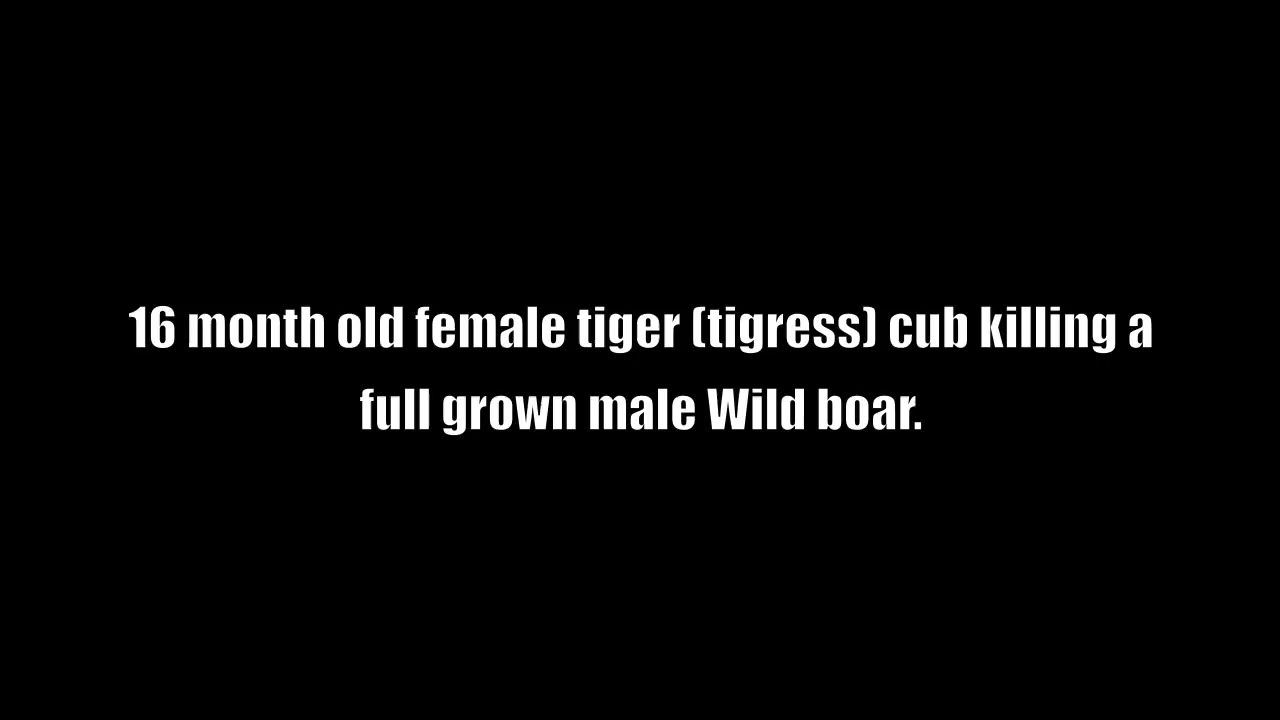 16 month old female tiger (tigress) cub killing a
full grown male Wild boar.